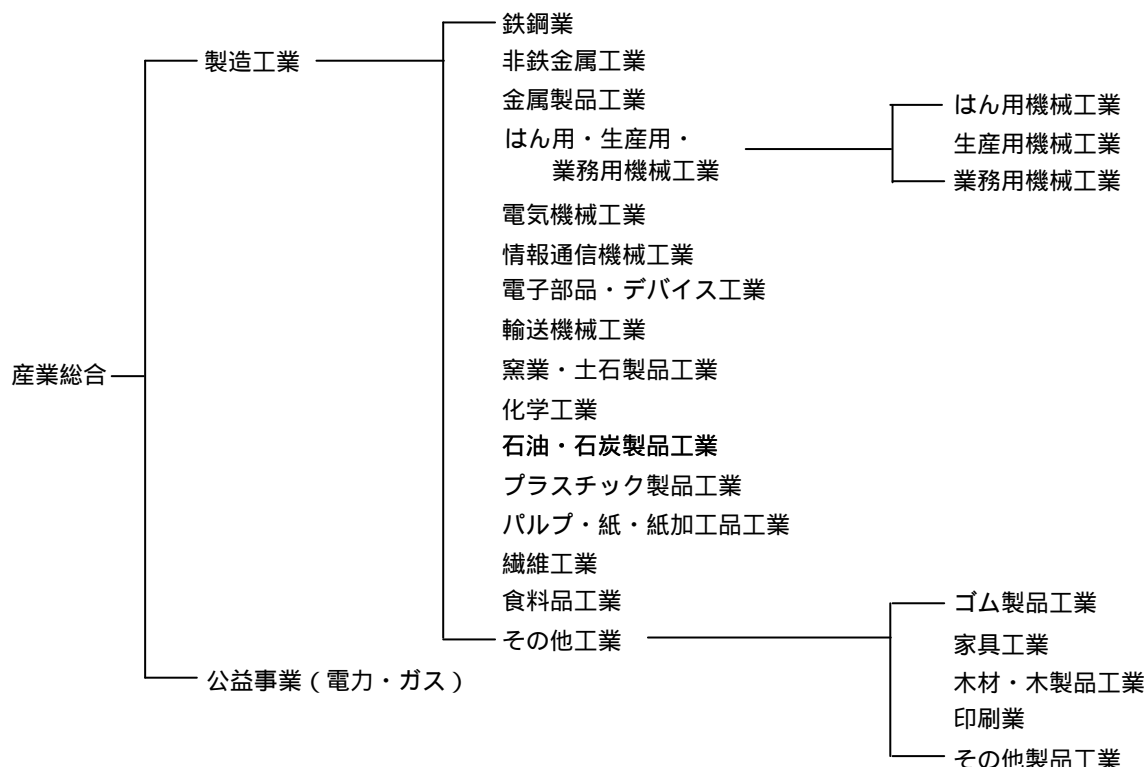 産業総合
製造工業
鉄鋼業
非鉄金属工業
金属製品工業
はん用・生産用・
業務用機械工業
はん用機械工業
生産用機械工業
業務用機械工業
電気機械工業
情報通信機械工業
電子部品・デバイス工業
輸送機械工業
窯業・土石製品工業
化学工業
石油・石炭製品工業
プラスチック製品工業
パルプ・紙・紙加工品工業
繊維工業
食料品工業
その他工業
ゴム製品工業
家具工業
木材・木製品工業
印刷業
その他製品工業
公益事業（電力・ガス）